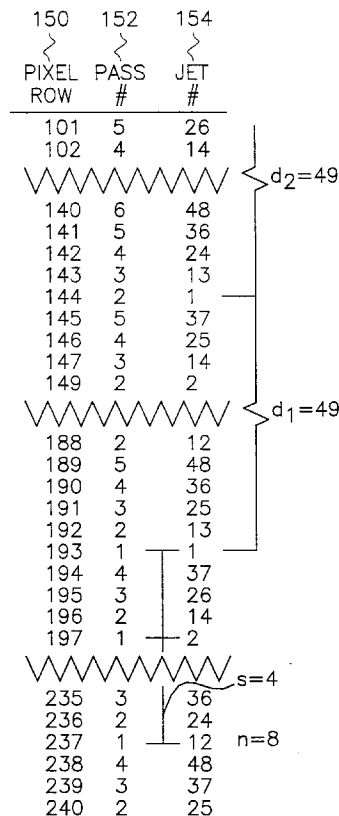 150 152 154
PIXEL ROW PASS # JET #
101 5 26
102 4 14
d2=49
140 6 48
141 5 36
142 4 24
143 3 13
144 2 1
145 5 37
146 4 25
147 3 14
149 2 2
d1=49
188 2 12
189 5 48
190 4 36
191 3 25
192 2 13
193 1 1
194 4 37
195 3 26
196 2 14
197 1 2
s=4
235 3 36
236 2 24
237 1 12 n=8
238 4 48
239 3 37
240 2 25